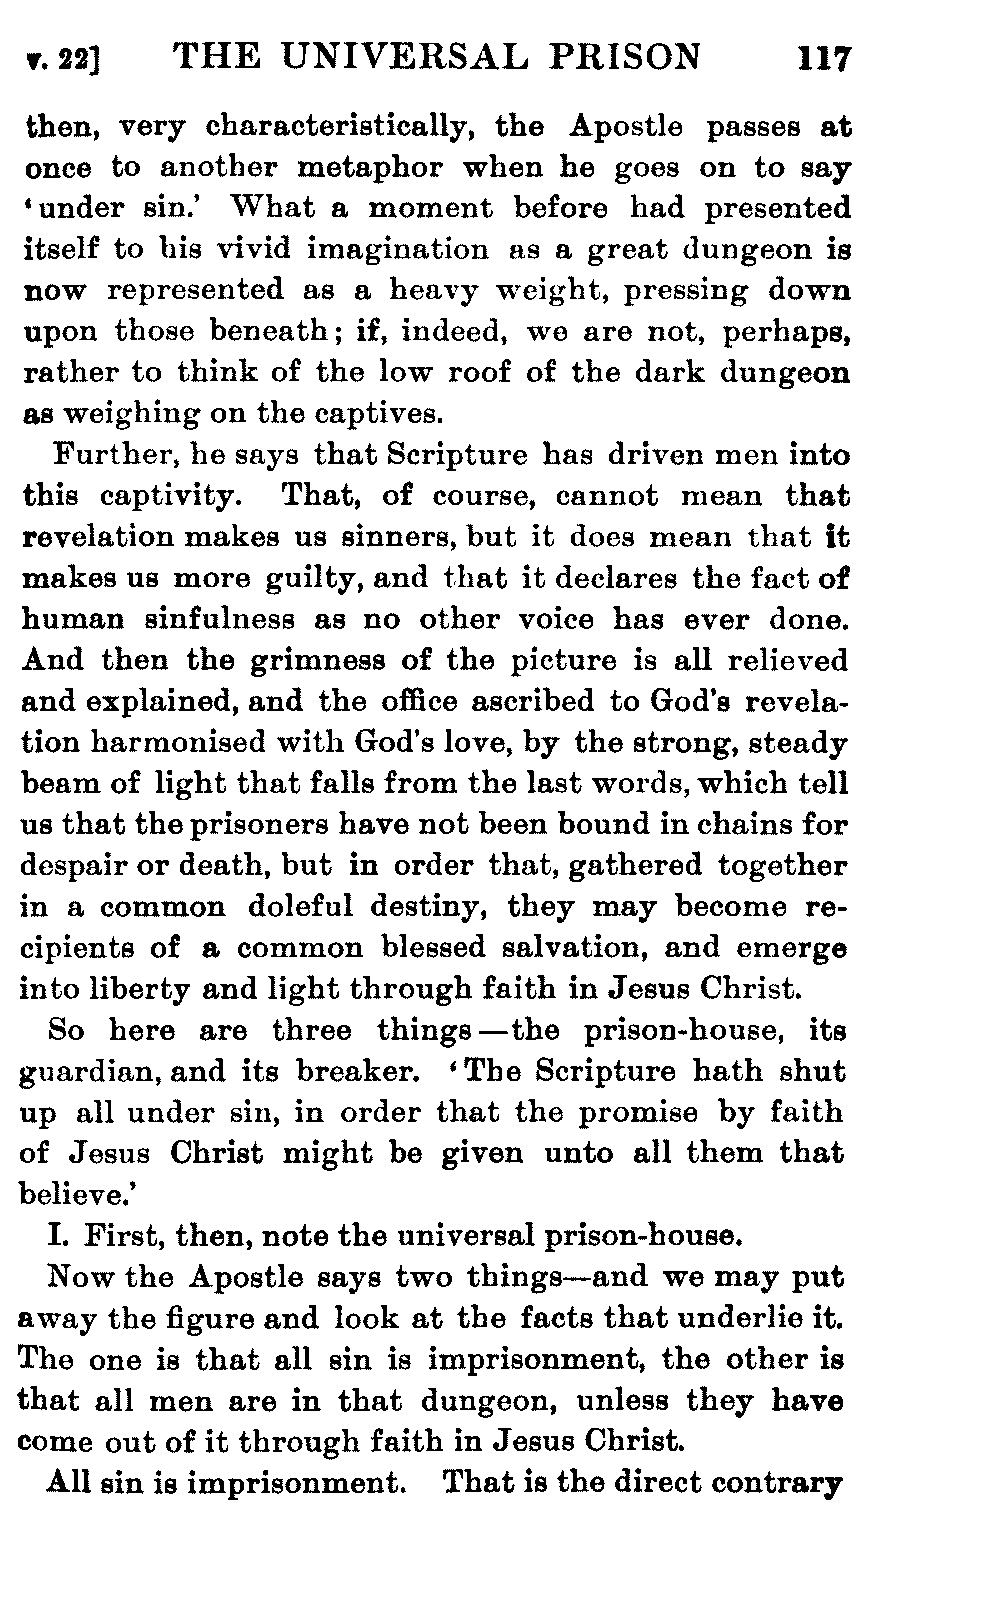 v. 22] THE UNIVERSAL PRISON 117
then, very characteristically, the Apostle passes at
once to another metaphor when he goes on to say
‘under sin.’ What a moment before had presented
itself to his vivid imagination as a great dungeon is
now represented as a heavy weight, pressing down
upon those beneath; if, indeed, we are not, perhaps,
rather to think of the low roof of the dark dungeon
as weighing on the captives.
Further, he says that Scripture has driven men into
this captivity. That, of course, cannot mean that
revelation makes us sinners, but it does mean that it
makes us more guilty, and that it declares the fact of
human sinfulness as no other voice has ever done.
And then the grimness of the picture is all relieved
and explained, and the office ascribed to God's revela-
tion harmonised with God's love, by the strong, steady
beam of light that falls from the last words, which tell
us that the prisoners have not been bound in chains for
despair or death, but in order that, gathered together
in a common doleful destiny, they may become re-
cipients of a common blessed salvation, and emerge
into liberty and light through faith in Jesus Christ.
So here are three things—the prison-house, its
guardian, and its breaker. ‘The Scripture hath shut
up all under sin, in order that the promise by faith
of Jesus Christ might be given unto all them that
believe.’
I. First, then, note the universal prison-house.
Now the Apostle says two things—and we may put
away the figure and look at the facts that underlie it.
The one is that all sin is imprisonment, the other is
that all men are in that dungeon, unless they have
come out of it through faith in Jesus Christ.
All sin is imprisonment. That is the direct contrary